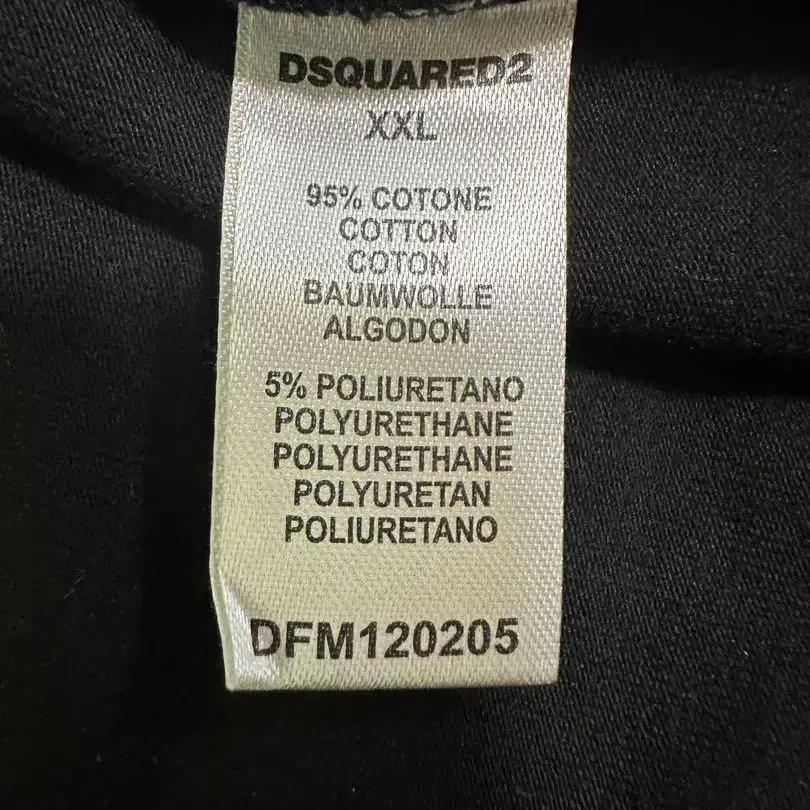 DSQUARED2
XXL
95% COTONE
COTTON
COTON
BAUMWOLLE
ALGODON
5% POLIURETANO
POLYURETHANE
POLYURETHANE
POLYURETAN
POLIURETANO
DFM120205